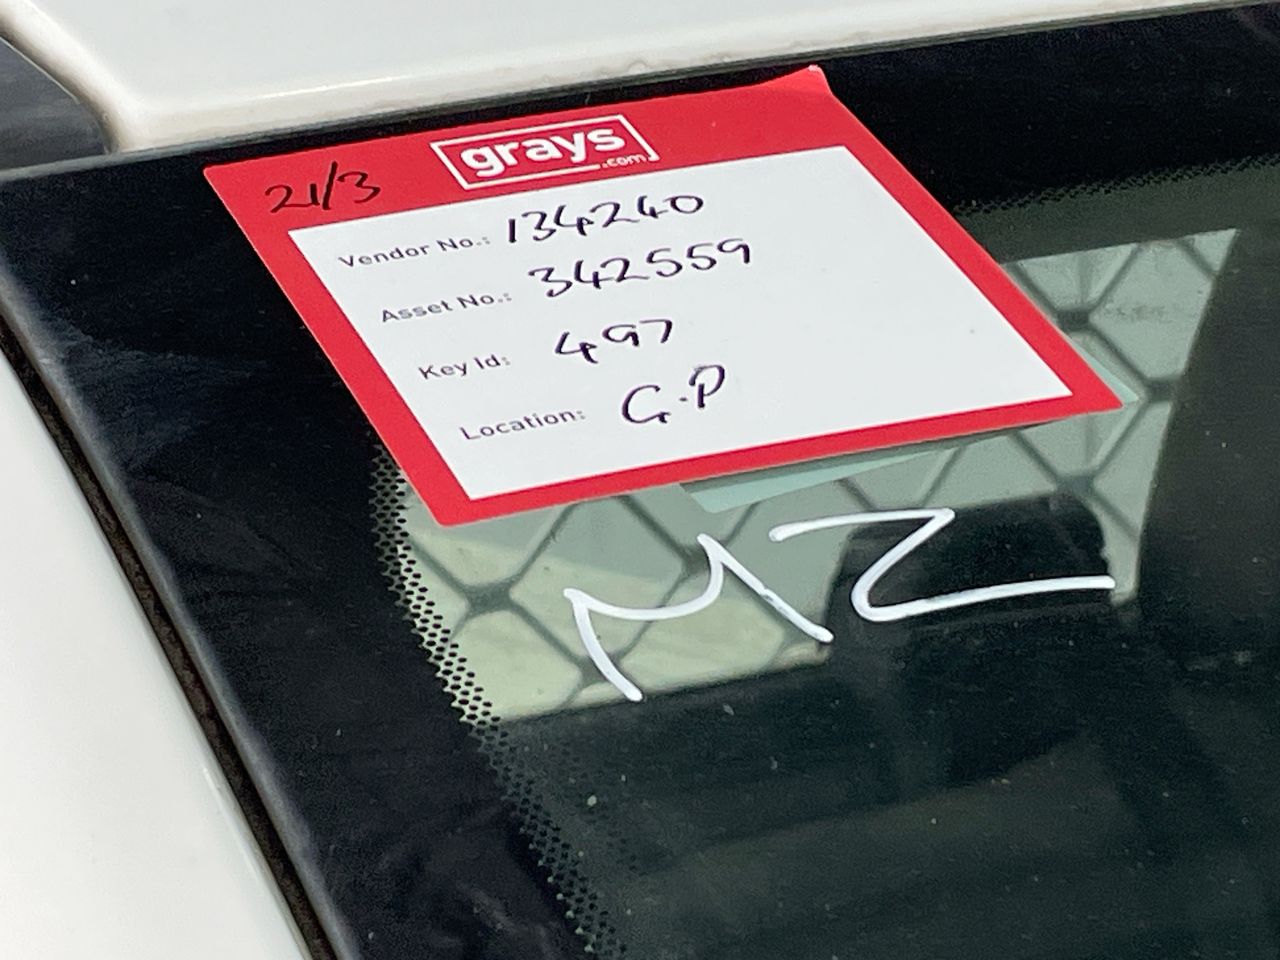 21/3
grays
.com
Vendor No.: 134240
Asset No.: 342559
Key Id: 497
Location: G.P
MZ